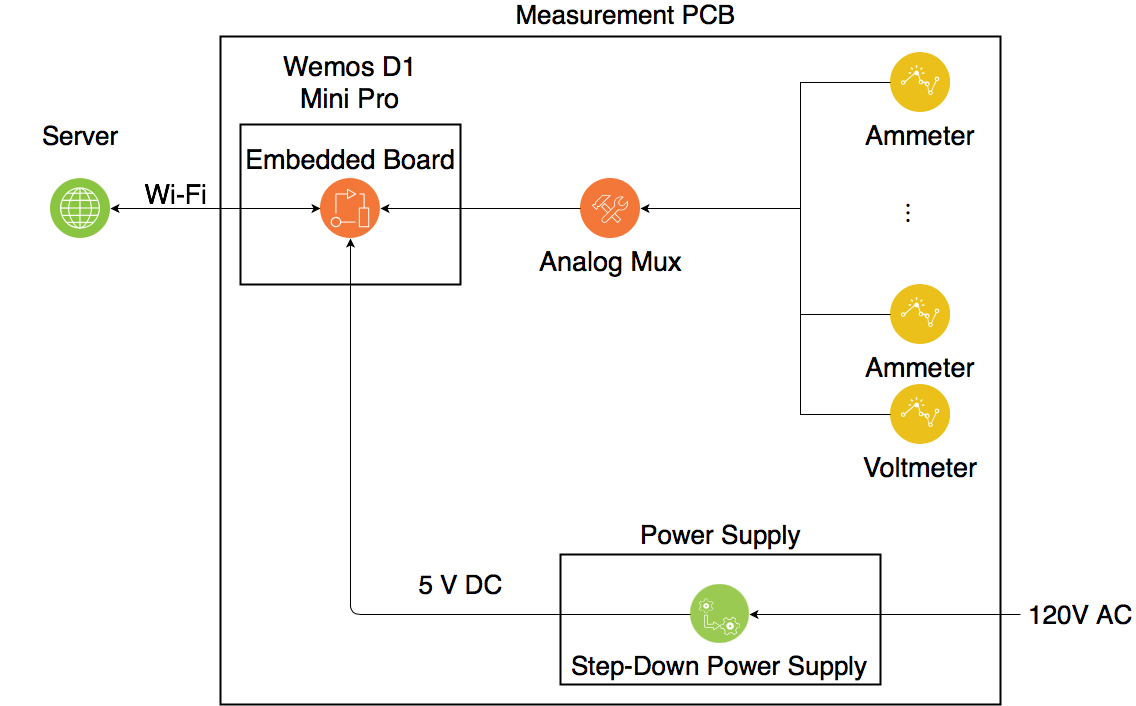 Measurement PCB
Wemos D1
Mini Pro
Server
Embedded Board
Wi-Fi
Analog Mux
Ammeter
⋮
Ammeter
Voltmeter
Power Supply
5 V DC
120V AC
Step-Down Power Supply